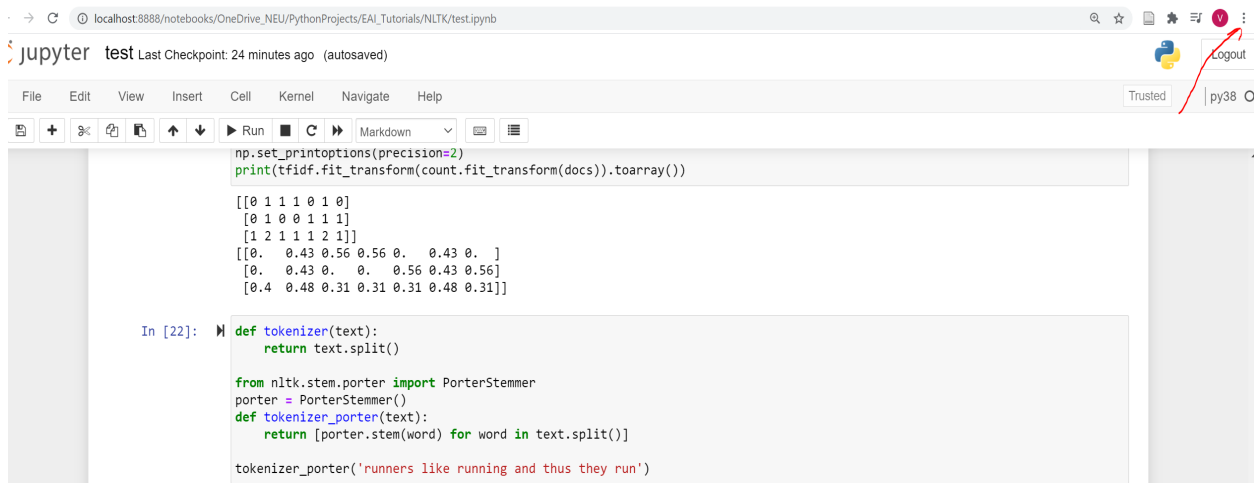 localhost:8888/notebooks/OneDrive_NEU/PythonProjects/EAI_Tutorials/NLTK/test.ipynb
V
jupyter test Last Checkpoint: 24 minutes ago (autosaved)
Logout
File Edit View Insert Cell Kernel Navigate Help
Trusted
py38
Run
Markdown
np.set_printoptions(precision=2)
print(tfidf.fit_transform(count.fit_transform(docs)).toarray())
[[0 1 1 1 0 1 0]
 [0 1 0 0 1 1 1]
 [1 2 1 1 1 2 1]]
[[0.   0.43 0.56 0.56 0.   0.43 0.  ]
 [0.   0.43 0.   0.   0.56 0.43 0.56]
 [0.4  0.48 0.31 0.31 0.31 0.48 0.31]]
In [22]:
def tokenizer(text):
    return text.split()
from nltk.stem.porter import PorterStemmer
porter = PorterStemmer()
def tokenizer_porter(text):
    return [porter.stem(word) for word in text.split()]
tokenizer_porter('runners like running and thus they run')